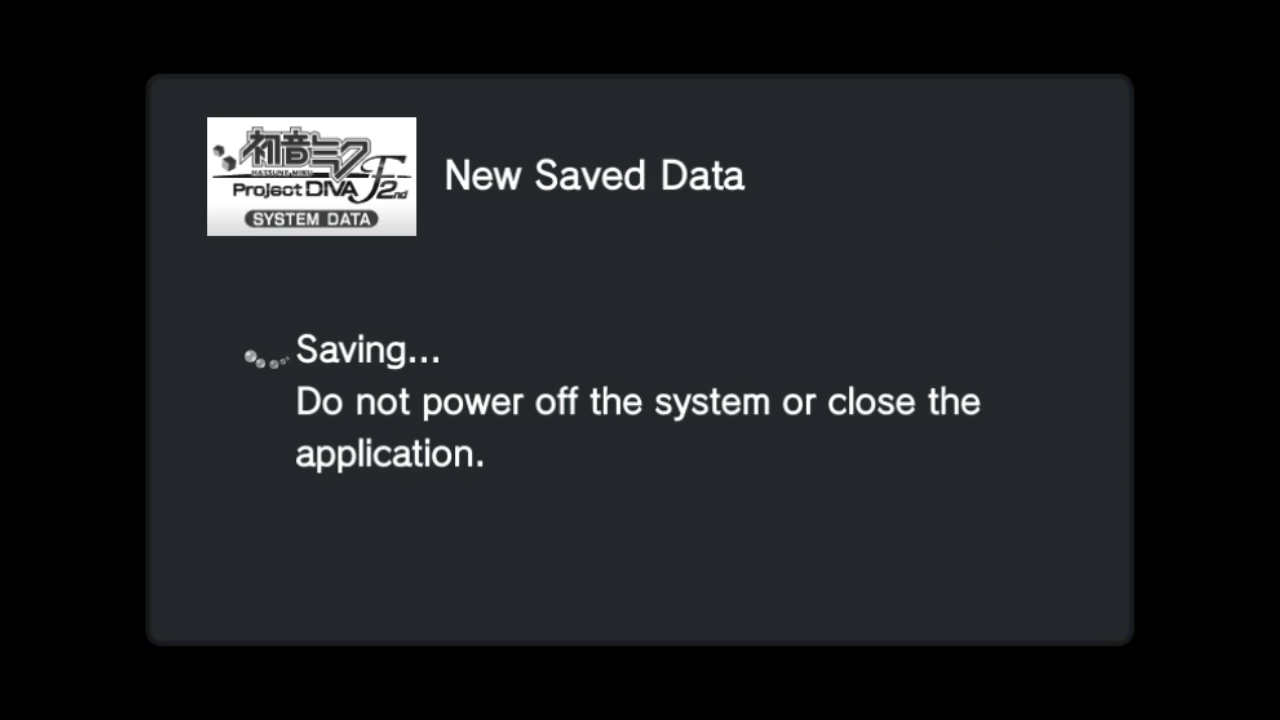 初音ミク
HATSUNE MIKU
Project DIVA F 2nd
SYSTEM DATA
New Saved Data
Saving...
Do not power off the system or close the
application.